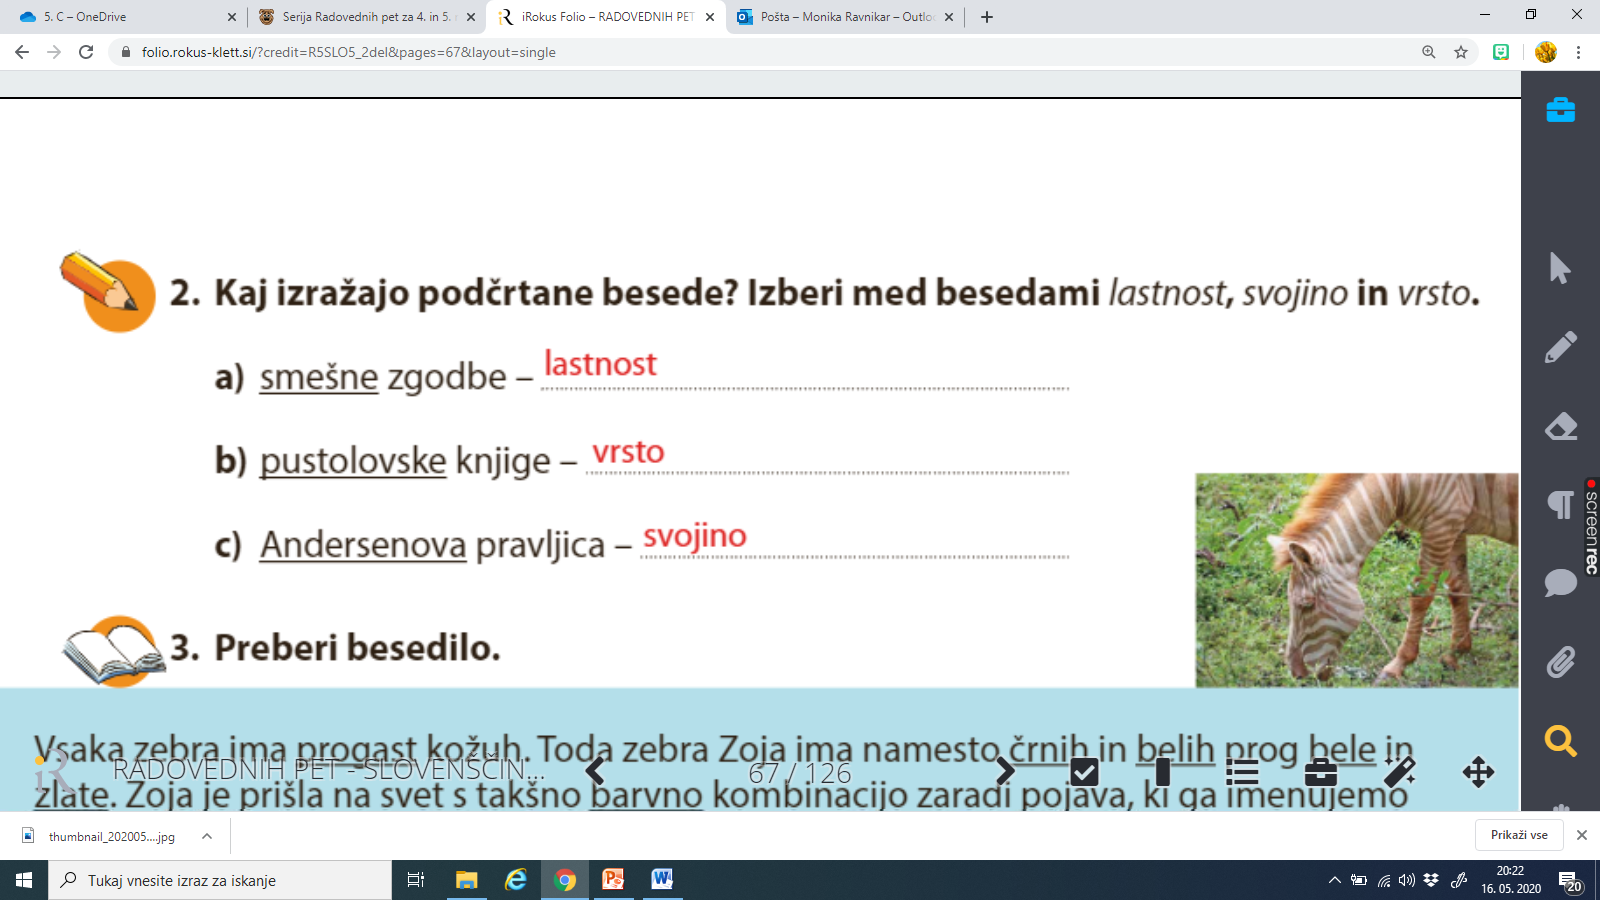 5. C – OneDrive
Serija Radovednih pet za 4. in 5.
iRokus Folio – RADOVEDNIH PET
Pošta – Monika Ravnikar – Outlo
folio.rokus-klett.si/?credit=R5SLO5_2del&pages=67&layout=single
2. Kaj izražajo podčrtane besede? Izberi med besedami lastnost, svojino in vrsto.
a) smešne zgodbe – lastnost
b) pustolovske knjige – vrsto
c) Andersenova pravljica – svojino
3. Preberi besedilo.
Vsaka zebra ima progast kožuh. Toda zebra Zoja ima namesto črnih in belih prog bele in
RADOVEDNIH PET - SLOVENŠČIN...
67 / 126
zlate. Zoja je prišla na svet s takšno barvno kombinacijo zaradi pojava, ki ga imenujemo
screenrec
thumbnail_202005....jpg
Prikaži vse
Tukaj vnesite izraz za iskanje
20:22
16. 05. 2020
20